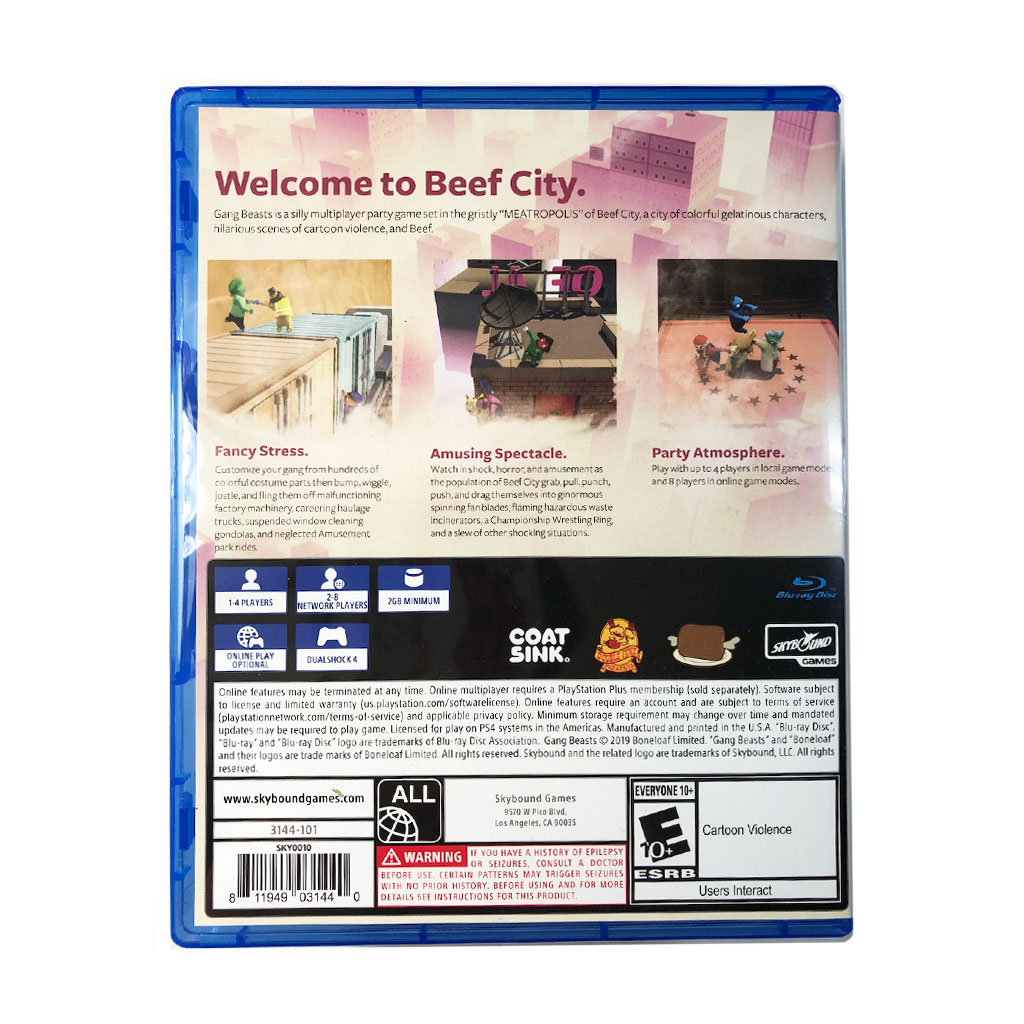 Welcome to Beef City.
Gang Beasts is a silly multiplayer party game set in the gristly "MEATROPOLIS" of Beef City, a city of colorful gelatinous characters,
hilarious scenes of cartoon violence, and Beef.
Fancy Stress.
Customize your gang from hundreds of
colorful costume parts then bump, wiggle,
jostle, and fling them off malfunctioning
factory machinery, careering haulage
trucks, suspended window cleaning
gondolas, and neglected Amusement
park rides.
Amusing Spectacle.
Watch in shock, horror, and amusement as
the population of Beef City grab, pull, punch,
push, and drag themselves into ginormous
spinning fan blades, flaming hazardous waste
incinerators, a Championship Wrestling Ring,
and a slew of other shocking situations.
Party Atmosphere.
Play with up to 4 players in local game modes
and 8 players in online game modes.
1-4 PLAYERS
2-8
NETWORK PLAYERS
2GB MINIMUM
Blu-ray Disc
ONLINE PLAY
OPTIONAL
DUALSHOCK 4
COAT
SINK.
SKYBOUND
GAMES
Online features may be terminated at any time. Online multiplayer requires a PlayStation Plus membership (sold separately). Software subject
to license and limited warranty (us.playstation.com/softwarelicense). Online features require an account and are subject to terms of service
(playstationnetwork.com/terms-of-service) and applicable privacy policy. Minimum storage requirement may change over time and mandated
updates may be required to play game. Licensed for play on PS4 systems in the Americas. Manufactured and printed in the U.S.A. "Blu-ray Disc",
"Blu-ray" and "Blu-ray Disc" logo are trademarks of Blu-ray Disc Association. Gang Beasts © 2019 Boneloaf Limited. "Gang Beasts" and "Boneloaf"
and their logos are trade marks of Boneloaf Limited. All rights reserved. Skybound and the related logo are trademarks of Skybound, LLC. All rights
reserved.
www.skyboundgames.com
3144-101
SKY0010
8 11949 03144 0
ALL
Skybound Games
9570 W Pico Blvd,
Los Angeles, CA 90035
WARNING IF YOU HAVE A HISTORY OF EPILEPSY
OR SEIZURES, CONSULT A DOCTOR
BEFORE USE. CERTAIN PATTERNS MAY TRIGGER SEIZURES
WITH NO PRIOR HISTORY. BEFORE USING AND FOR MORE
DETAILS SEE INSTRUCTIONS FOR THIS PRODUCT.
EVERYONE 10+
E
10+
ESRB
Cartoon Violence
Users Interact